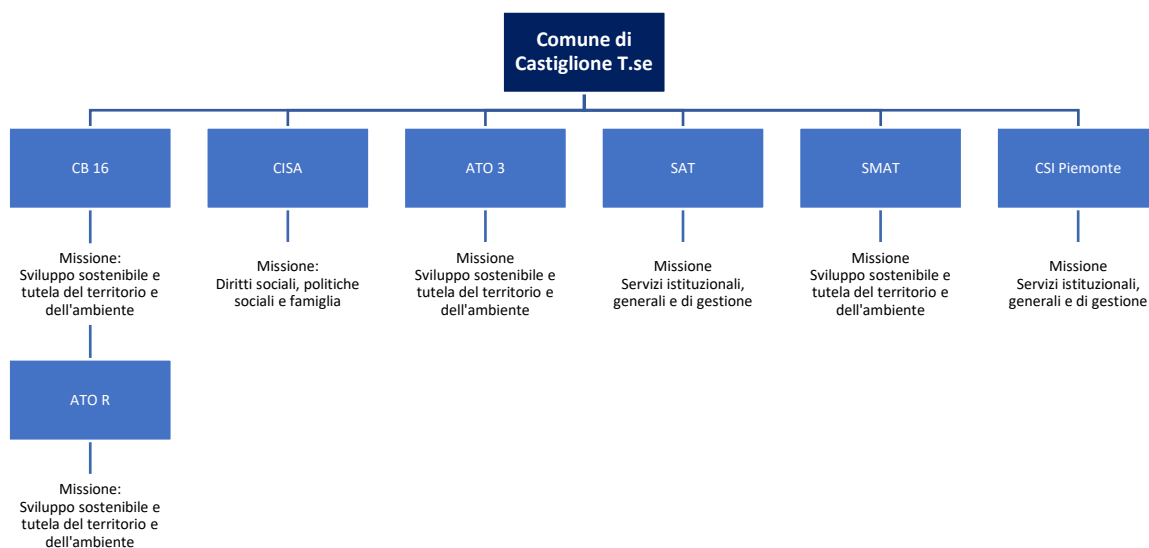 Comune di
Castiglione T.se
CB 16
CISA
ATO 3
SAT
SMAT
CSI Piemonte
Missione:
Sviluppo sostenibile e
tutela del territorio e
dell'ambiente
Missione:
Diritti sociali, politiche
sociali e famiglia
Missione
Sviluppo sostenibile e
tutela del territorio e
dell'ambiente
Missione
Servizi istituzionali,
generali e di gestione
Missione
Sviluppo sostenibile e
tutela del territorio e
dell'ambiente
Missione
Servizi istituzionali,
generali e di gestione
ATO R
Missione:
Sviluppo sostenibile e
tutela del territorio e
dell'ambiente